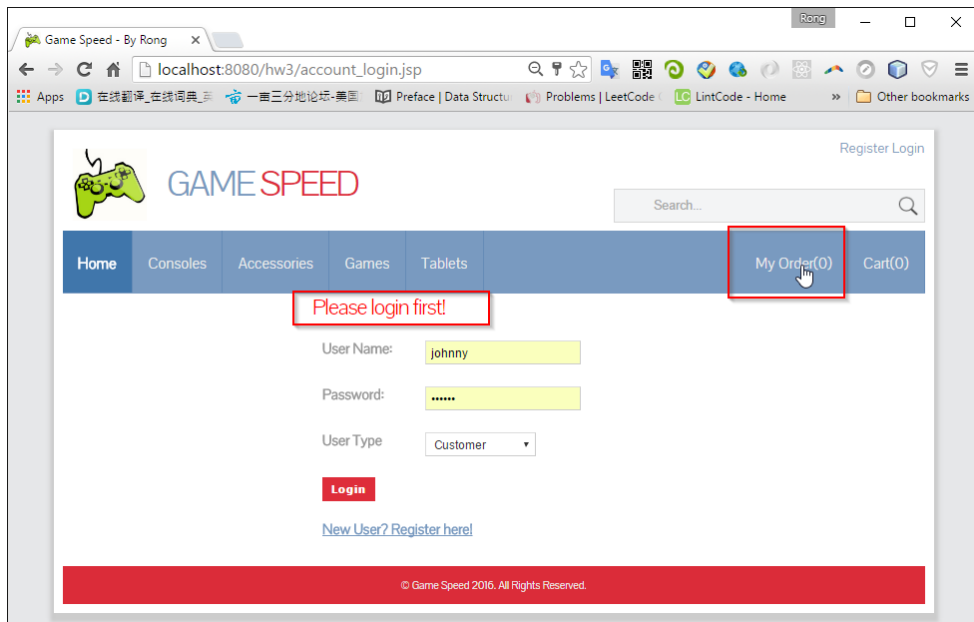 Rong
Game Speed - By Rong
localhost:8080/hw3/account_login.jsp
Apps 在线翻译_在线词典_ 一亩三分地论坛-美国 Preface | Data Structu Problems | LeetCode LC LintCode - Home » Other bookmarks
Register Login
GAME SPEED
Search...
Home Consoles Accessories Games Tablets My Order(0) Cart(0)
Please login first!
User Name: johnny
Password: ••••••
User Type Customer
Login
New User? Register here!
© Game Speed 2016. All Rights Reserved.